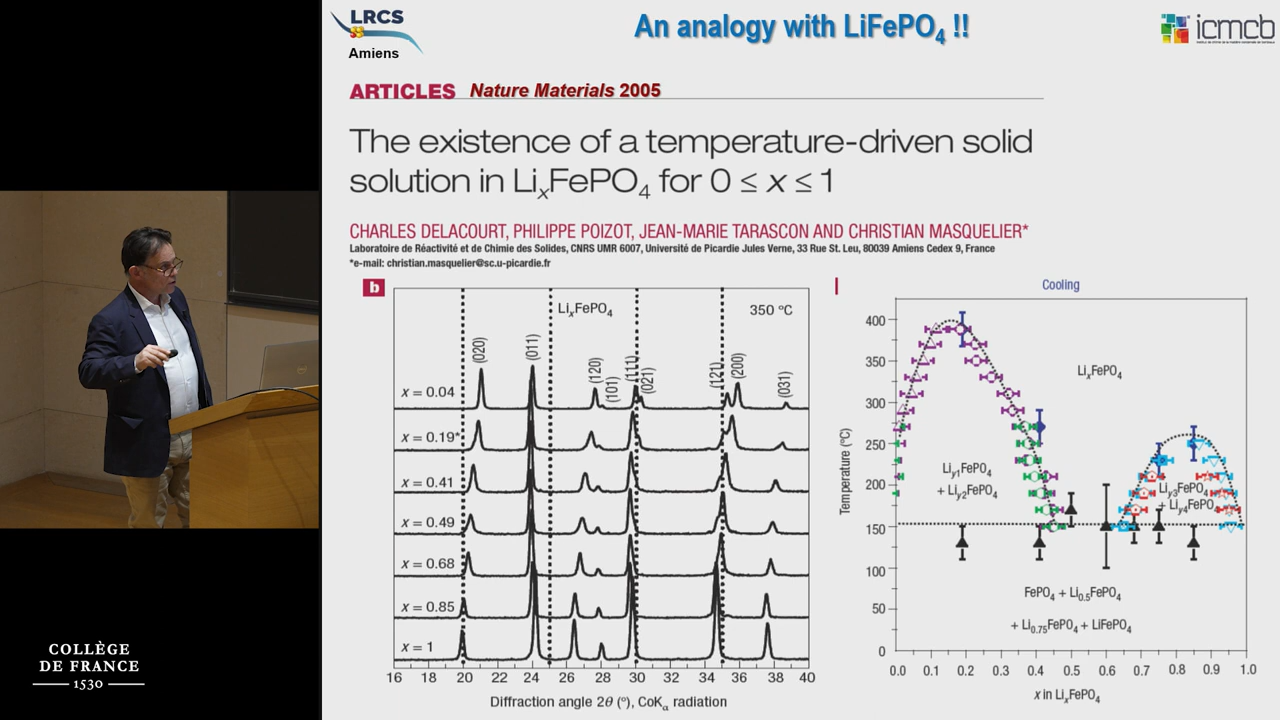 LRCS
Amiens
An analogy with LiFePO4 !!
icmcb
ARTICLES Nature Materials 2005
The existence of a temperature-driven solid
solution in LixFePO4 for 0 ≤ x ≤ 1
CHARLES DELACOURT, PHILIPPE POIZOT, JEAN-MARIE TARASCON AND CHRISTIAN MASQUELIER*
Laboratoire de Réactivité et de Chimie des Solides, CNRS UMR 6007, Université de Picardie Jules Verne, 33 Rue St. Leu, 80039 Amiens Cedex 9, France
*e-mail: christian.masquelier@sc.u-picardie.fr
b
LixFePO4
350 °C
(020)
(011)
(120)
(101)
(111)
(021)
(121)
(200)
(031)
x = 0.04
x = 0.19*
x = 0.41
x = 0.49
x = 0.68
x = 0.85
x = 1
16 18 20 22 24 26 28 30 32 34 36 38 40
Diffraction angle 2θ (°), CoKα radiation
Cooling
Temperature (°C)
400
350
300
250
200
150
100
50
0
LixFePO4
Liy1FePO4
+ Liy2FePO4
Liy3FePO4
+ Liy4FePO4
FePO4 + Li0.5FePO4
+ Li0.75FePO4 + LiFePO4
0.0 0.1 0.2 0.3 0.4 0.5 0.6 0.7 0.8 0.9 1.0
x in LixFePO4
COLLÈGE
DE FRANCE
1530